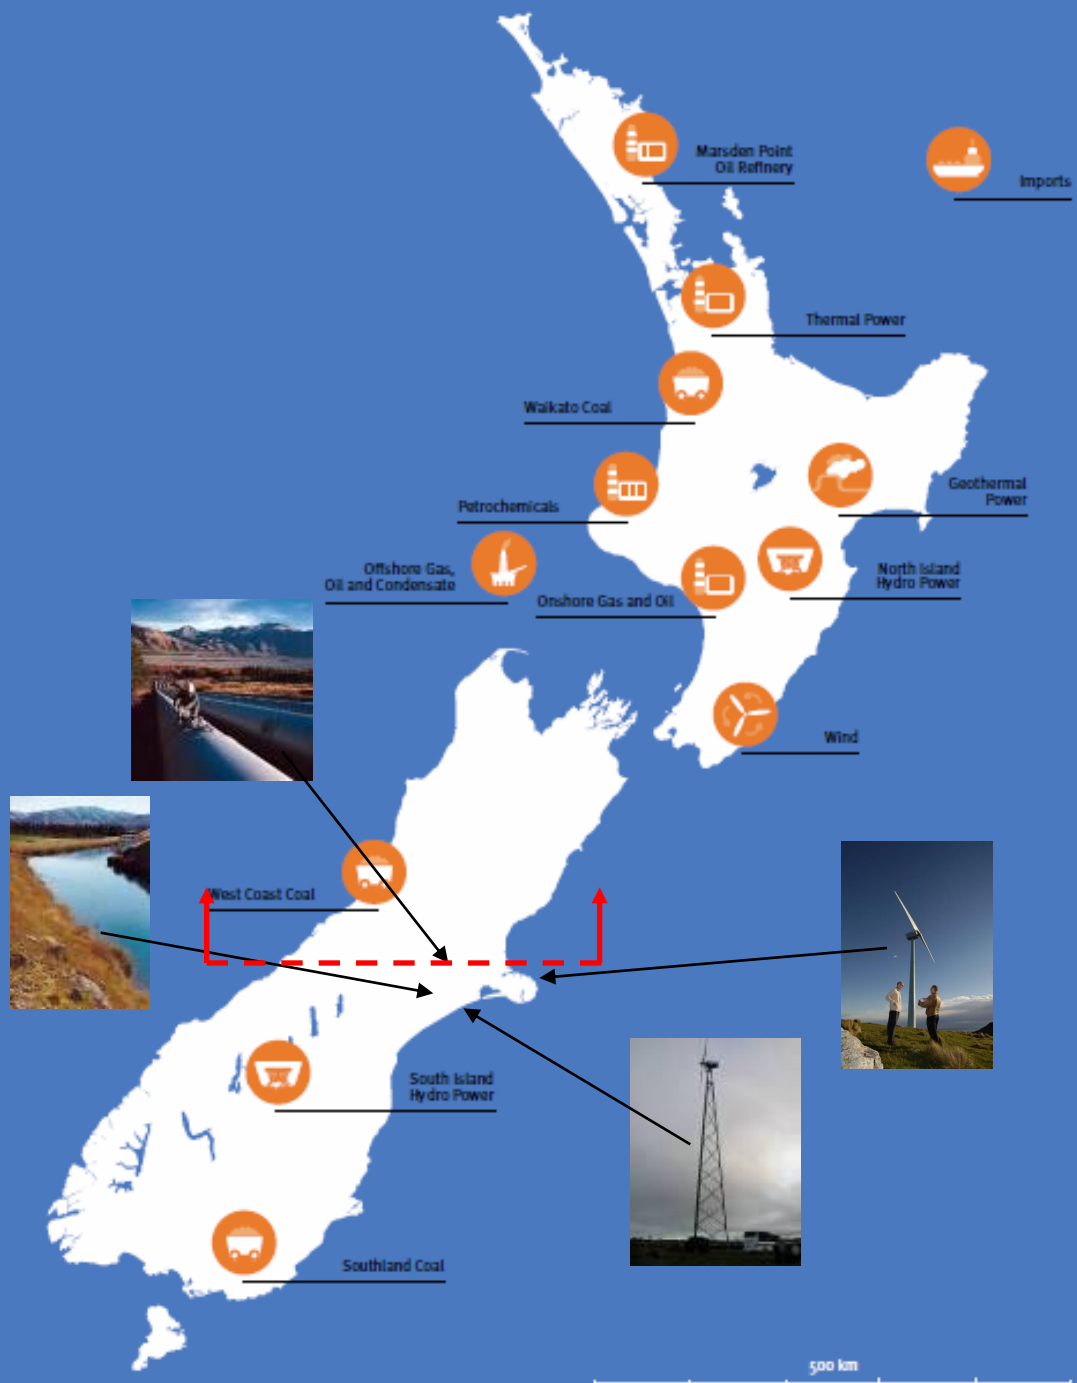 Marsden Point
Oil Refinery
Imports
Thermal Power
Waikato Coal
Geothermal
Power
Petrochemicals
Offshore Gas,
Oil and Condensate
North Island
Hydro Power
Onshore Gas and Oil
Wind
West Coast Coal
South Island
Hydro Power
Southland Coal
500 km